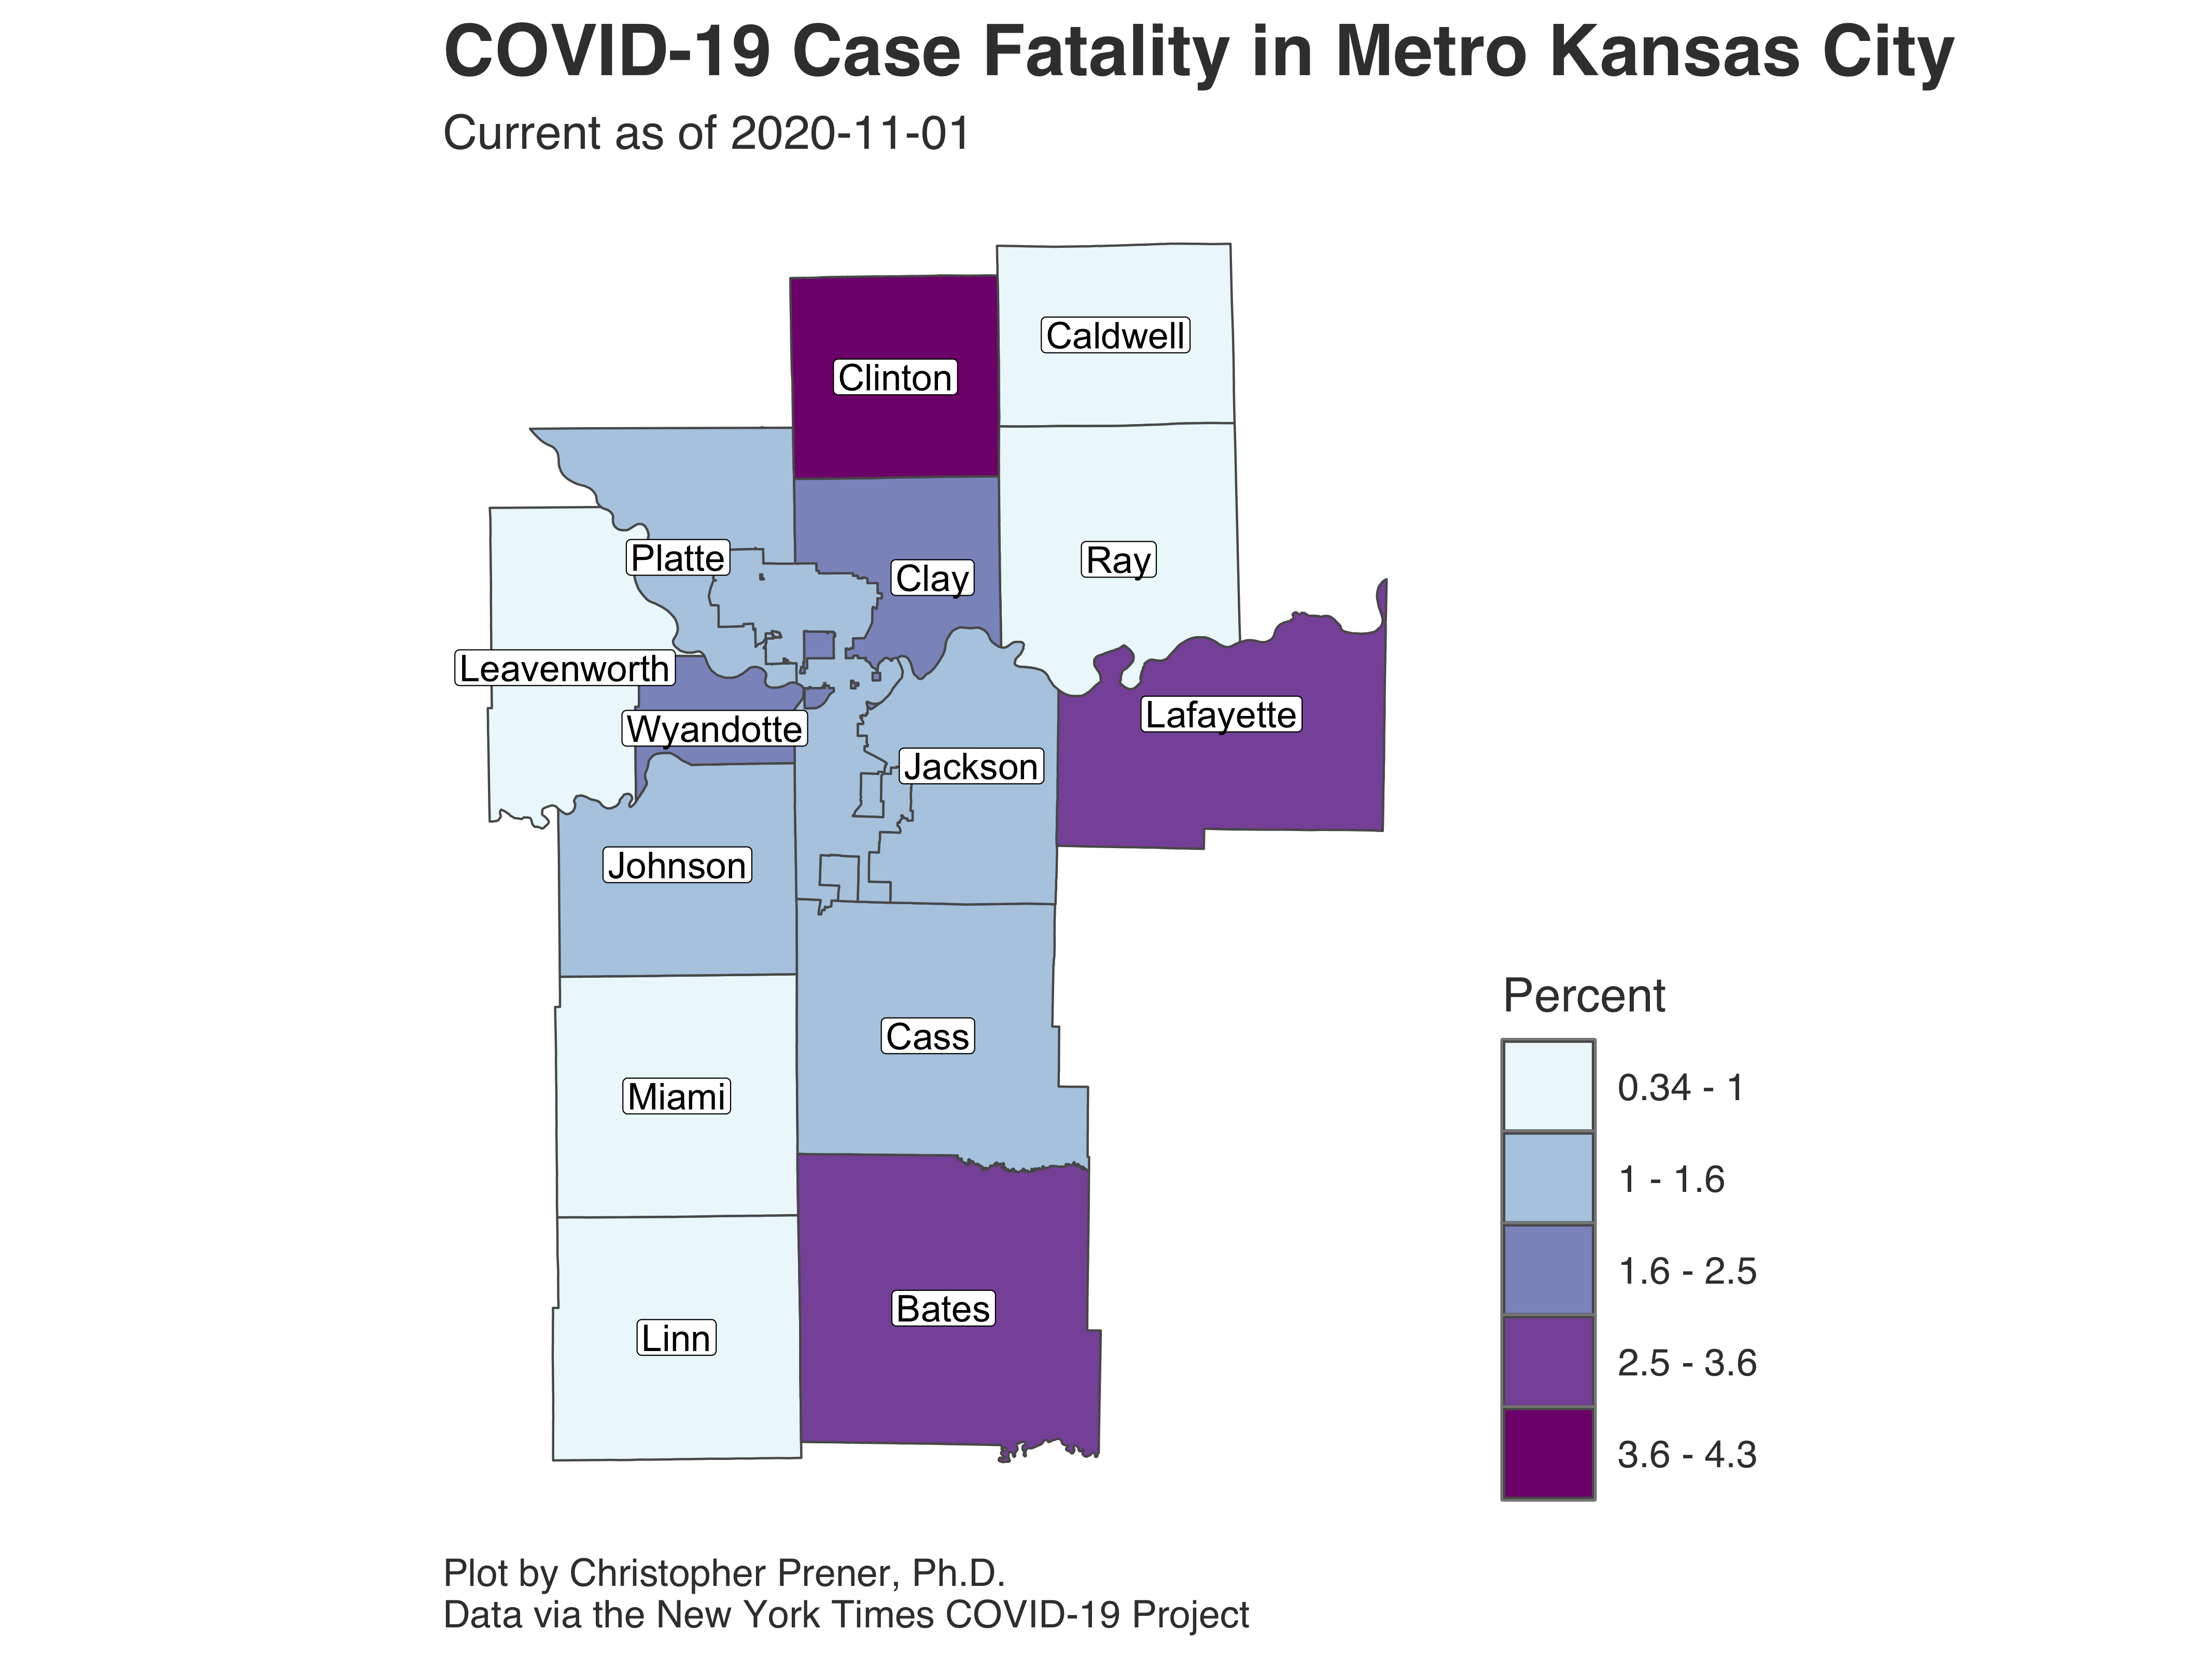 COVID-19 Case Fatality in Metro Kansas City
Current as of 2020-11-01
Caldwell
Clinton
Platte
Clay
Ray
Leavenworth
Wyandotte
Lafayette
Jackson
Johnson
Cass
Miami
Bates
Linn
Percent
0.34 - 1
1 - 1.6
1.6 - 2.5
2.5 - 3.6
3.6 - 4.3
Plot by Christopher Prener, Ph.D.
Data via the New York Times COVID-19 Project